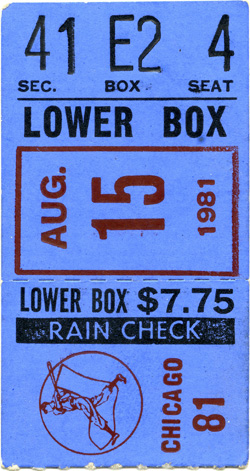 41 E2 4
SEC. BOX SEAT
LOWER BOX
AUG.
15
1981
LOWER BOX $7.75
RAIN CHECK
CHICAGO
81